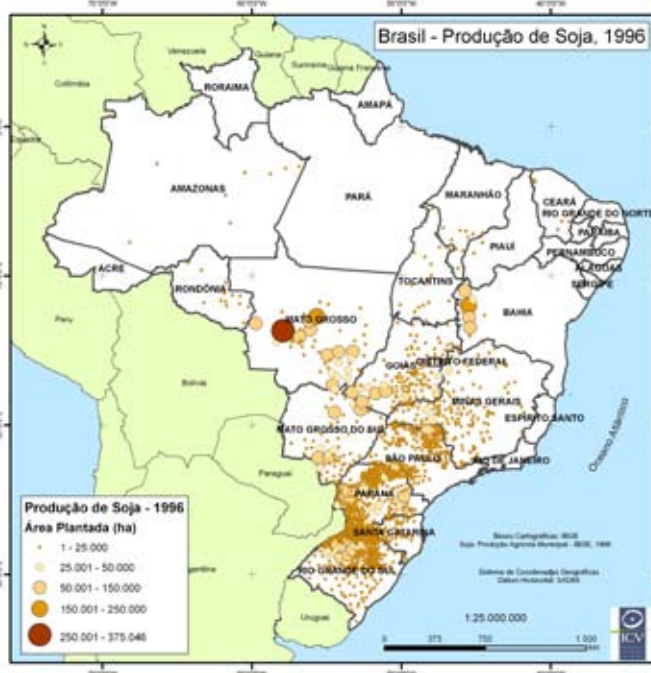 Brasil - Produção de Soja, 1996
Venezuela
Guiana
Suriname
Guiana Francesa
Colômbia
RORAIMA
AMAPÁ
AMAZONAS
PARÁ
MARANHÃO
CEARÁ
RIO GRANDE DO NORTE
PARAÍBA
PIAUÍ
PERNAMBUCO
ALAGOAS
SERGIPE
ACRE
RONDÔNIA
TOCANTINS
BAHIA
MATO GROSSO
Peru
Bolivia
GOIÁS
DISTRITO FEDERAL
MINAS GERAIS
ESPÍRITO SANTO
MATO GROSSO DO SUL
SÃO PAULO
RIO DE JANEIRO
Oceano Atlântico
Paraguai
PARANÁ
SANTA CATARINA
RIO GRANDE DO SUL
Argentina
Uruguai
Produção de Soja - 1996
Área Plantada (ha)
1 - 25.000
25.001 - 50.000
50.001 - 150.000
150.001 - 250.000
250.001 - 375.046
Bases Cartográficas: IBGE
Soja: Produção Agrícola Municipal - IBGE, 1996
Sistema de Coordenadas Geográficas
Datum Horizontal: SAD69
1:25.000.000
0 375 750 1.500
ICV